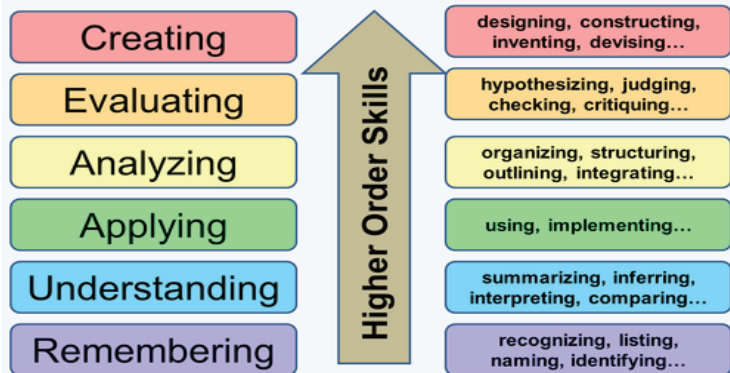 Creating
designing, constructing,
inventing, devising...
Evaluating
hypothesizing, judging,
checking, critiquing...
Analyzing
organizing, structuring,
outlining, integrating...
Applying
using, implementing...
Understanding
summarizing, inferring,
interpreting, comparing...
Remembering
recognizing, listing,
naming, identifying...
Higher Order Skills